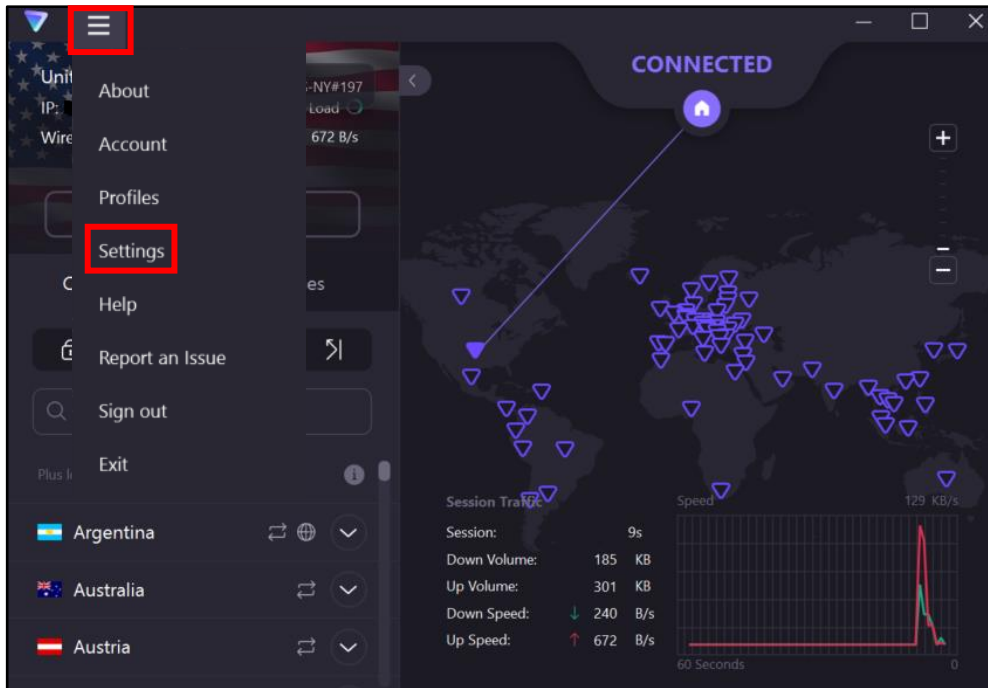 CONNECTED
Unit
-NY#197
IP:
Load
Wire
672 B/s
About
Account
Profiles
Settings
Help
Report an Issue
Sign out
Exit
C
es
Plus l
Argentina
Australia
Austria
Session Traffic
Session: 9s
Down Volume: 185 KB
Up Volume: 301 KB
Down Speed: ↓ 240 B/s
Up Speed: ↑ 672 B/s
Speed 129 KB/s
60 Seconds 0